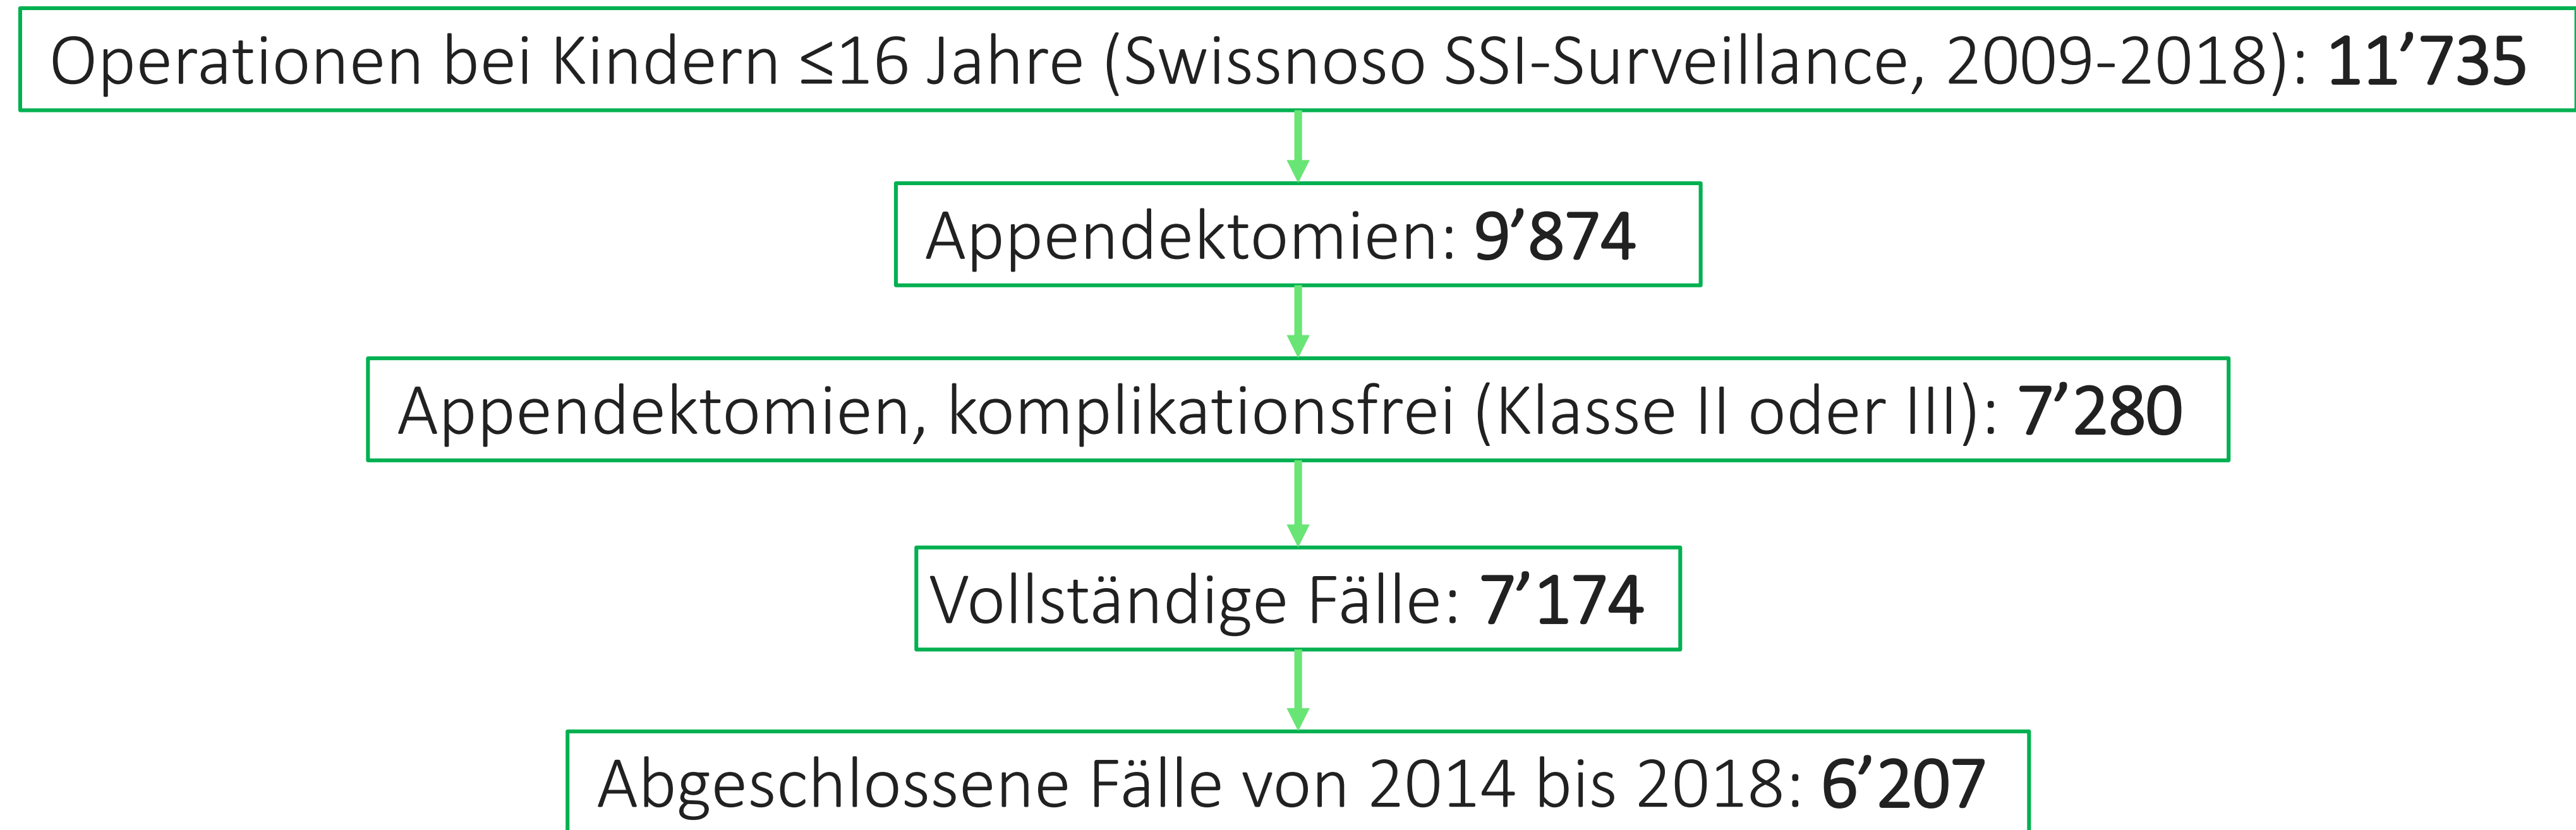 Operationen bei Kindern ≤16 Jahre (Swissnoso SSI-Surveillance, 2009-2018): 11’735
Appendektomien: 9’874
Appendektomien, komplikationsfrei (Klasse II oder III): 7’280
Vollständige Fälle: 7’174
Abgeschlossene Fälle von 2014 bis 2018: 6’207